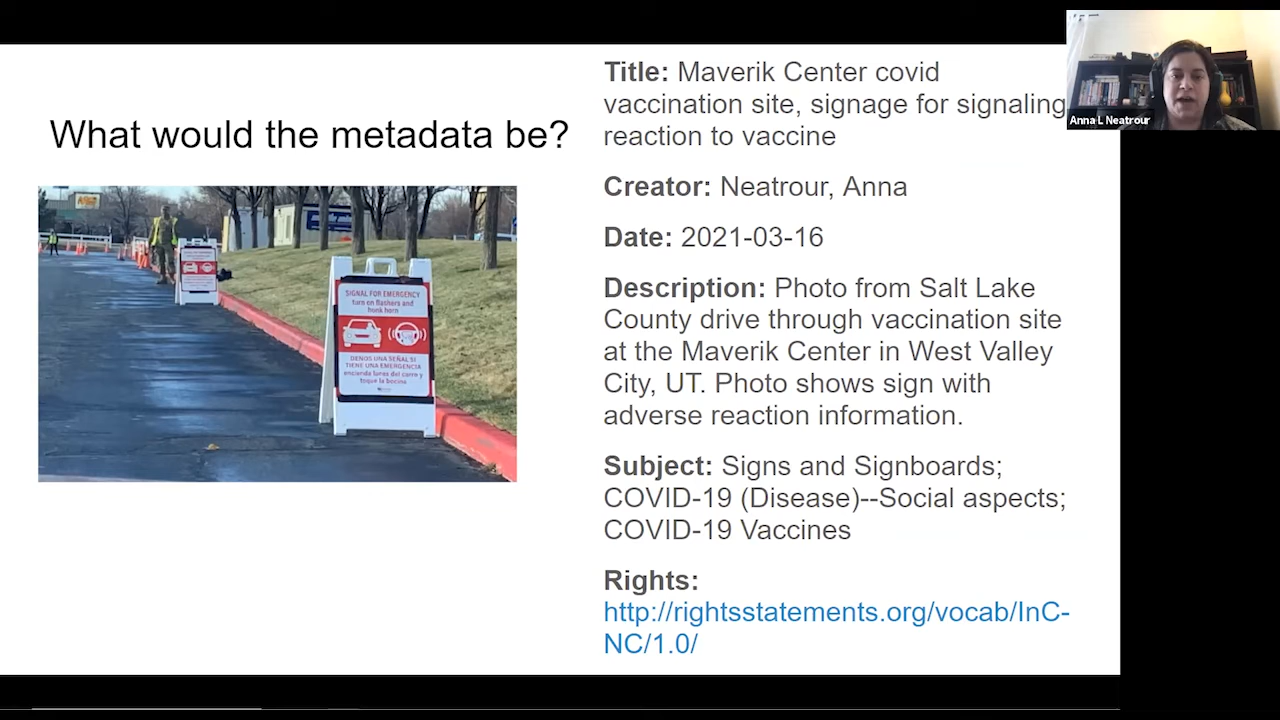 What would the metadata be?
SIGNAL FOR EMERGENCY
turn on flashers and
honk horn
DENOS UNA SEÑAL SI
TIENE UNA EMERGENCIA
encienda luces del carro y
toque la bocina
Title: Maverik Center covid
vaccination site, signage for signaling
reaction to vaccine
Creator: Neatrour, Anna
Date: 2021-03-16
Description: Photo from Salt Lake
County drive through vaccination site
at the Maverik Center in West Valley
City, UT. Photo shows sign with
adverse reaction information.
Subject: Signs and Signboards;
COVID-19 (Disease)--Social aspects;
COVID-19 Vaccines
Rights:
http://rightsstatements.org/vocab/InC-
NC/1.0/
Anna L Neatrour